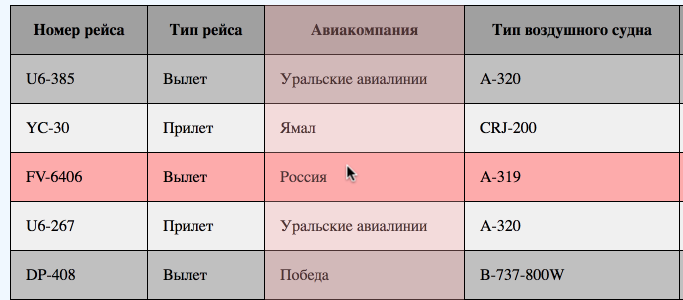 Номер рейса Тип рейса Авиакомпания Тип воздушного судна
U6-385 Вылет Уральские авиалинии A-320
YC-30 Прилет Ямал CRJ-200
FV-6406 Вылет Россия A-319
U6-267 Прилет Уральские авиалинии A-320
DP-408 Вылет Победа B-737-800W